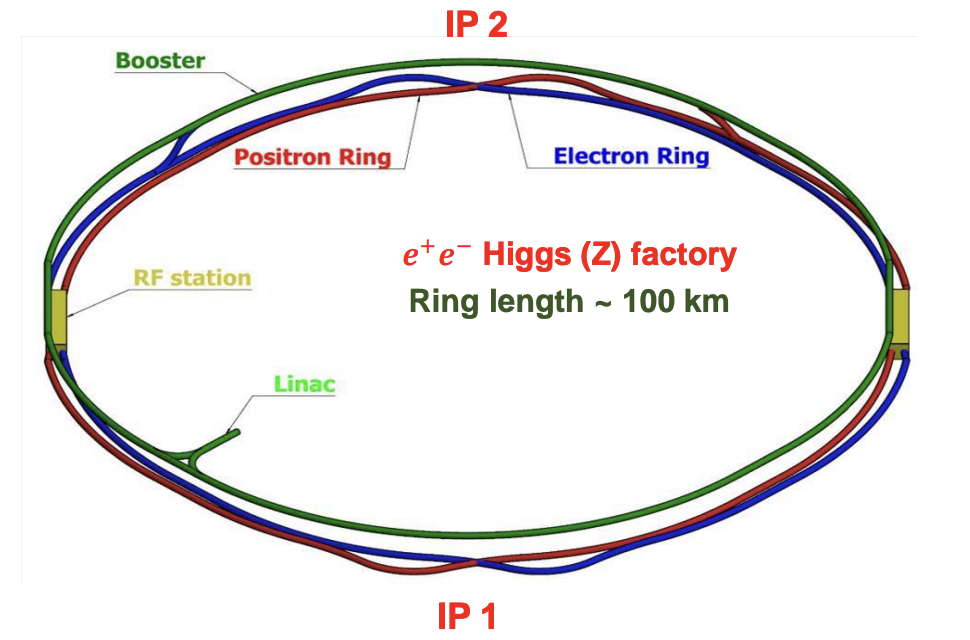 IP 2
Booster
Positron Ring
Electron Ring
e⁺e⁻ Higgs (Z) factory
RF station
Ring length ~ 100 km
Linac
IP 1